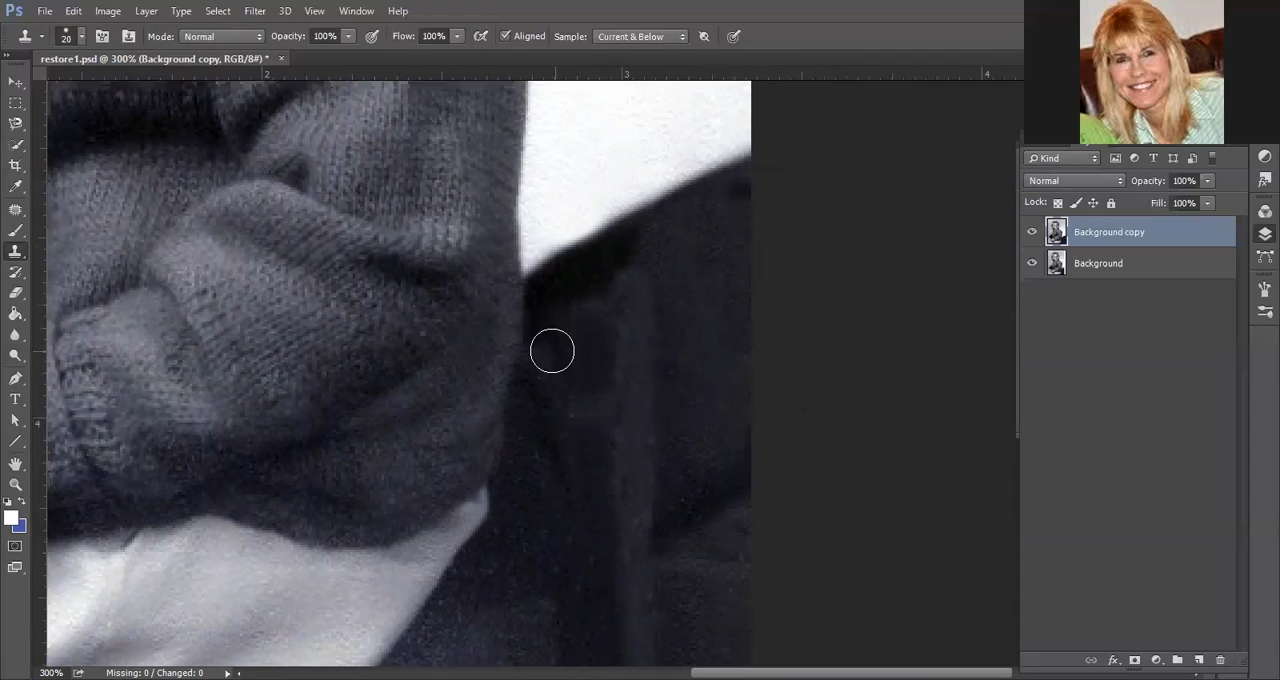 Ps File Edit Image Layer Type Select Filter 3D View Window Help
20 Mode: Normal Opacity: 100% Flow: 100% Aligned Sample: Current & Below
restore1.psd @ 300% (Background copy, RGB/8#) * ×
2 3 4
Kind
Normal Opacity: 100%
Lock: Fill: 100%
Background copy
Background
4
300% Missing: 0 / Changed: 0